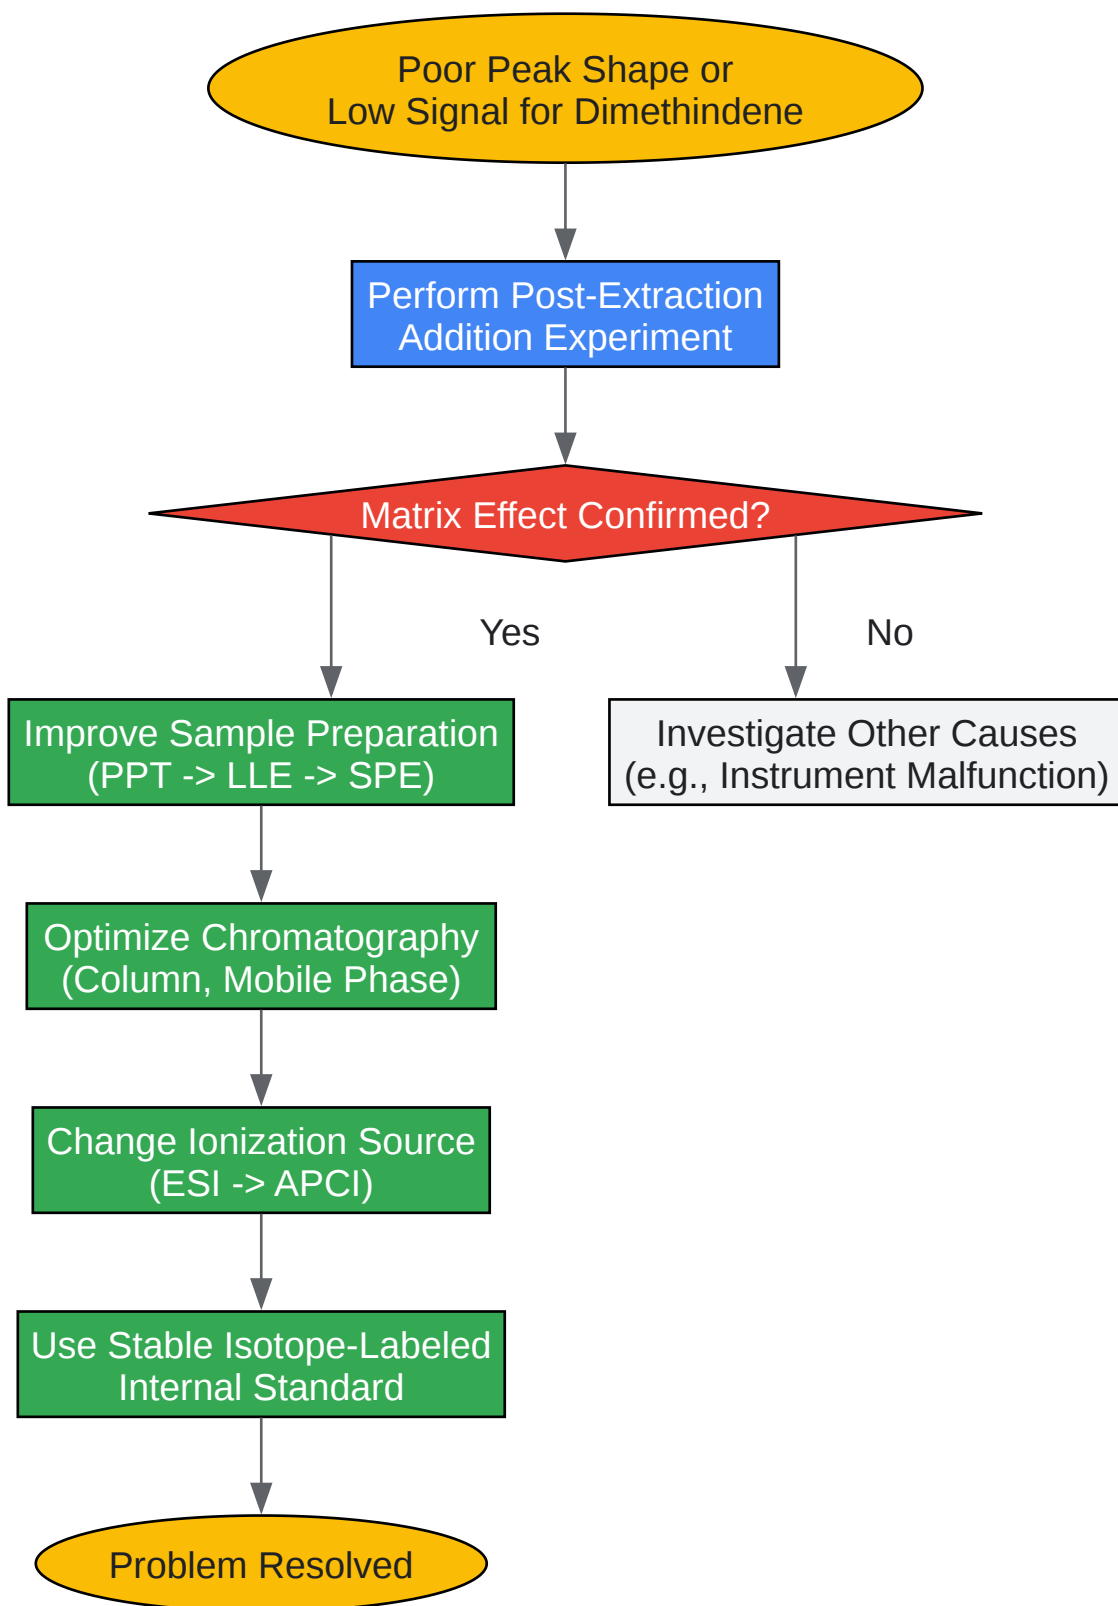 Poor Peak Shape or
Low Signal for Dimethindene
Perform Post-Extraction
Addition Experiment
Matrix Effect Confirmed?
Yes
No
Improve Sample Preparation
(PPT -> LLE -> SPE)
Investigate Other Causes
(e.g., Instrument Malfunction)
Optimize Chromatography
(Column, Mobile Phase)
Change Ionization Source
(ESI -> APCI)
Use Stable Isotope-Labeled
Internal Standard
Problem Resolved